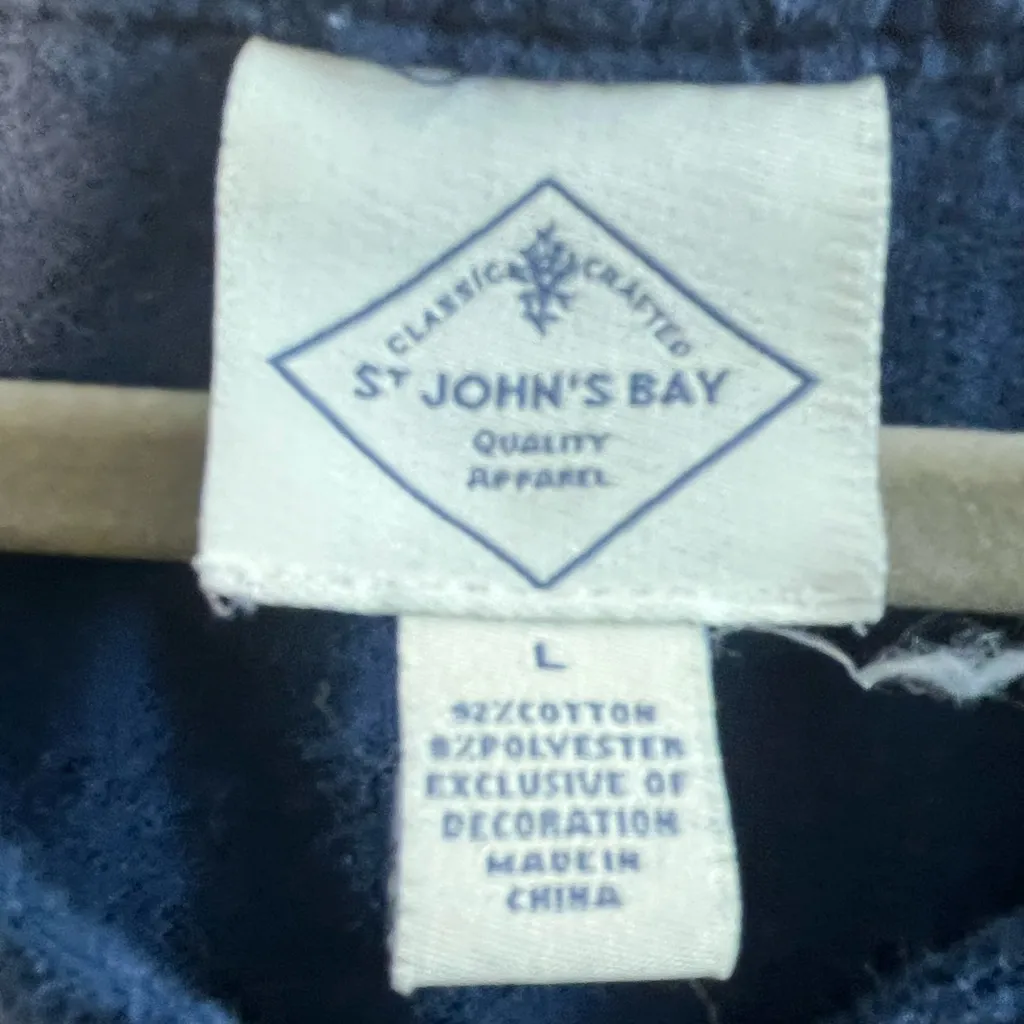 CLASSIC CRAFTED
ST JOHN'S BAY
QUALITY
APPAREL
L
92%COTTON
8%POLYESTER
EXCLUSIVE OF
DECORATION
MADE IN
CHINA